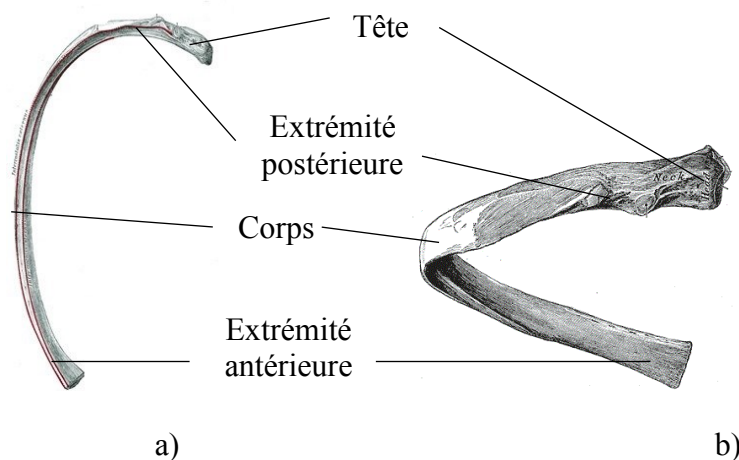 Tête
Extrémité
postérieure
Neck
Corps
Extrémité
antérieure
a)
b)